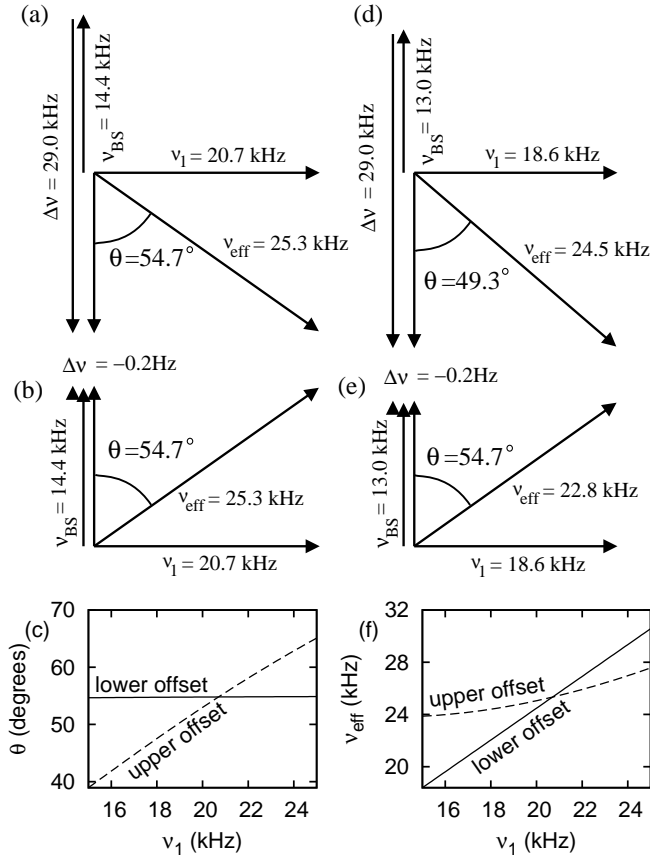 (a)
Δν = 29.0 kHz
ν_BS = 14.4 kHz
ν_1 = 20.7 kHz
ν_eff = 25.3 kHz
θ=54.7°
(d)
Δν = 29.0 kHz
ν_BS = 13.0 kHz
ν_1 = 18.6 kHz
ν_eff = 24.5 kHz
θ=49.3°
Δν = −0.2Hz
(b)
ν_BS = 14.4 kHz
θ=54.7°
ν_eff = 25.3 kHz
ν_1 = 20.7 kHz
Δν = −0.2Hz
(e)
ν_BS = 13.0 kHz
θ=54.7°
ν_eff = 22.8 kHz
ν_1 = 18.6 kHz
(c)
θ (degrees)
70
60
50
40
lower offset
upper offset
16 18 20 22 24
ν_1 (kHz)
(f)
ν_eff (kHz)
32
28
24
20
upper offset
lower offset
16 18 20 22 24
ν_1 (kHz)